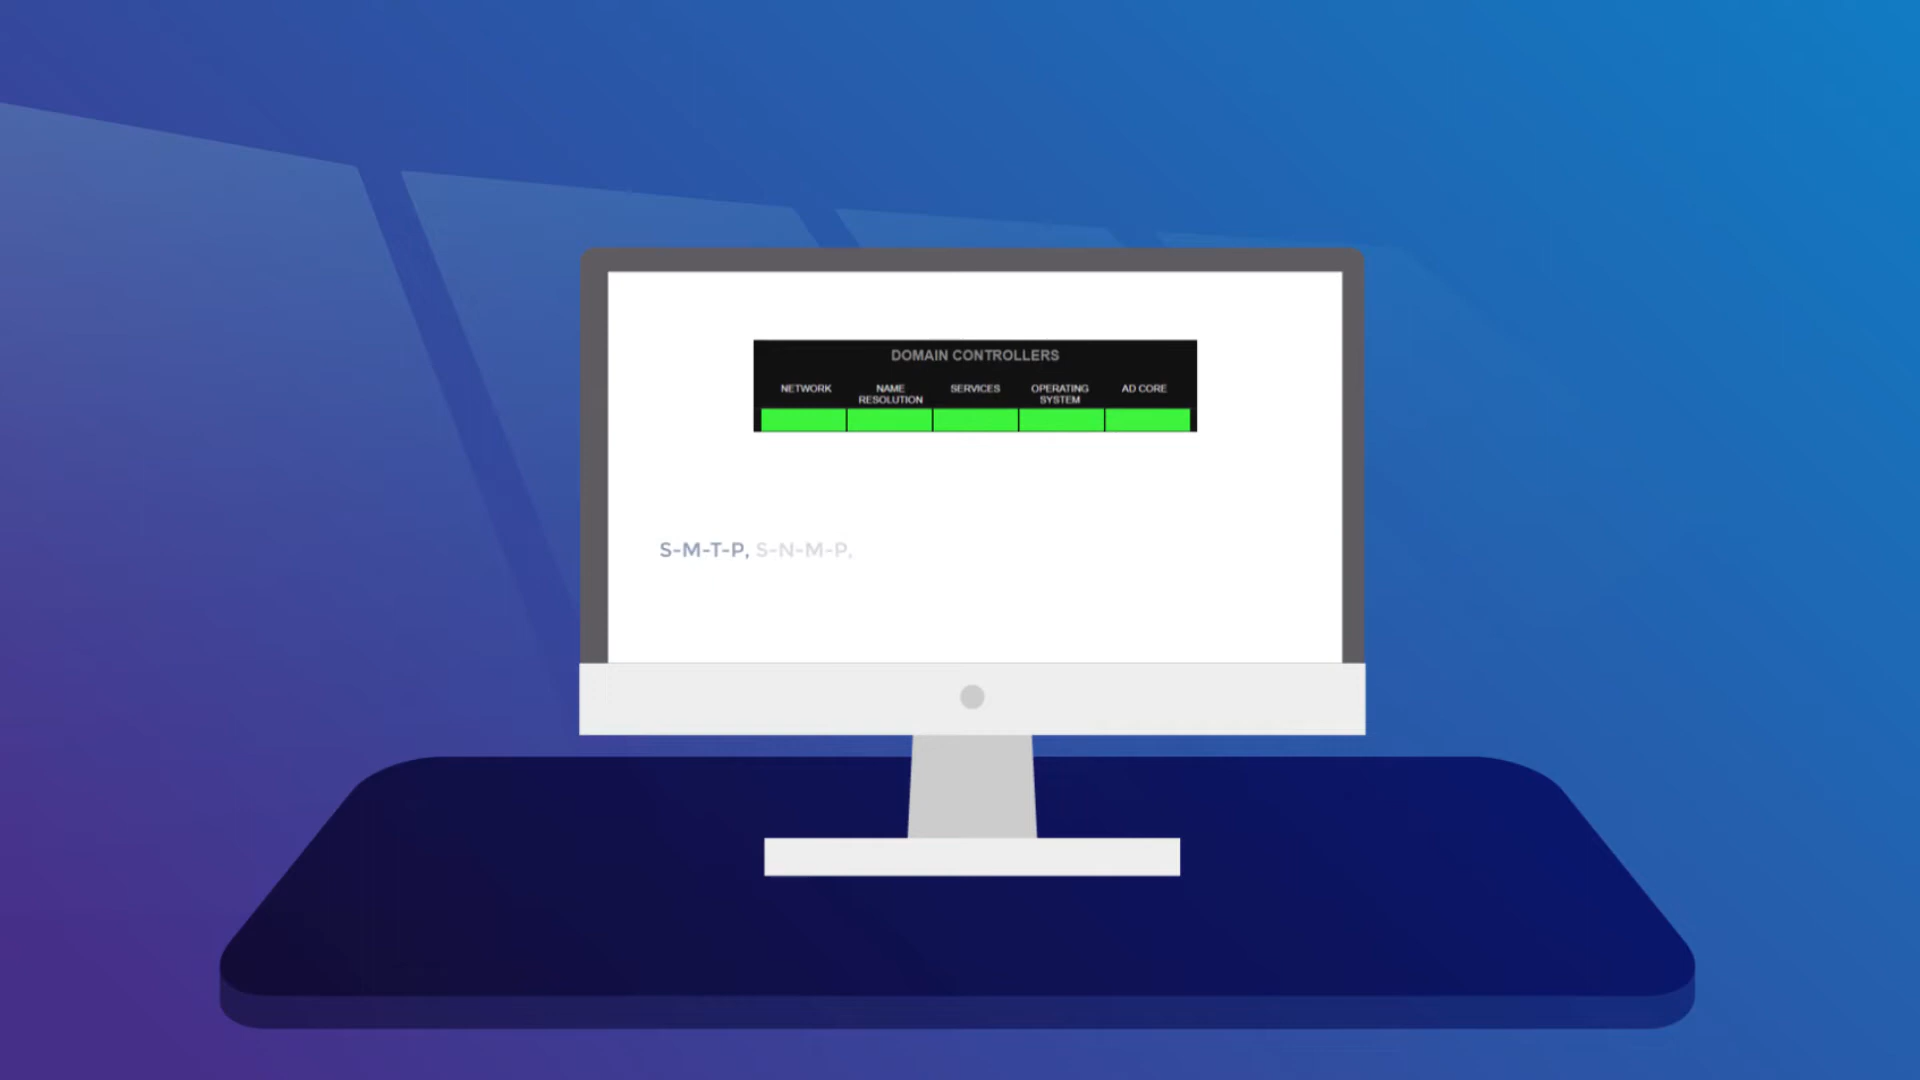 DOMAIN CONTROLLERS
NETWORK
NAME
RESOLUTION
SERVICES
OPERATING
SYSTEM
AD CORE
S-M-T-P, S-N-M-P,